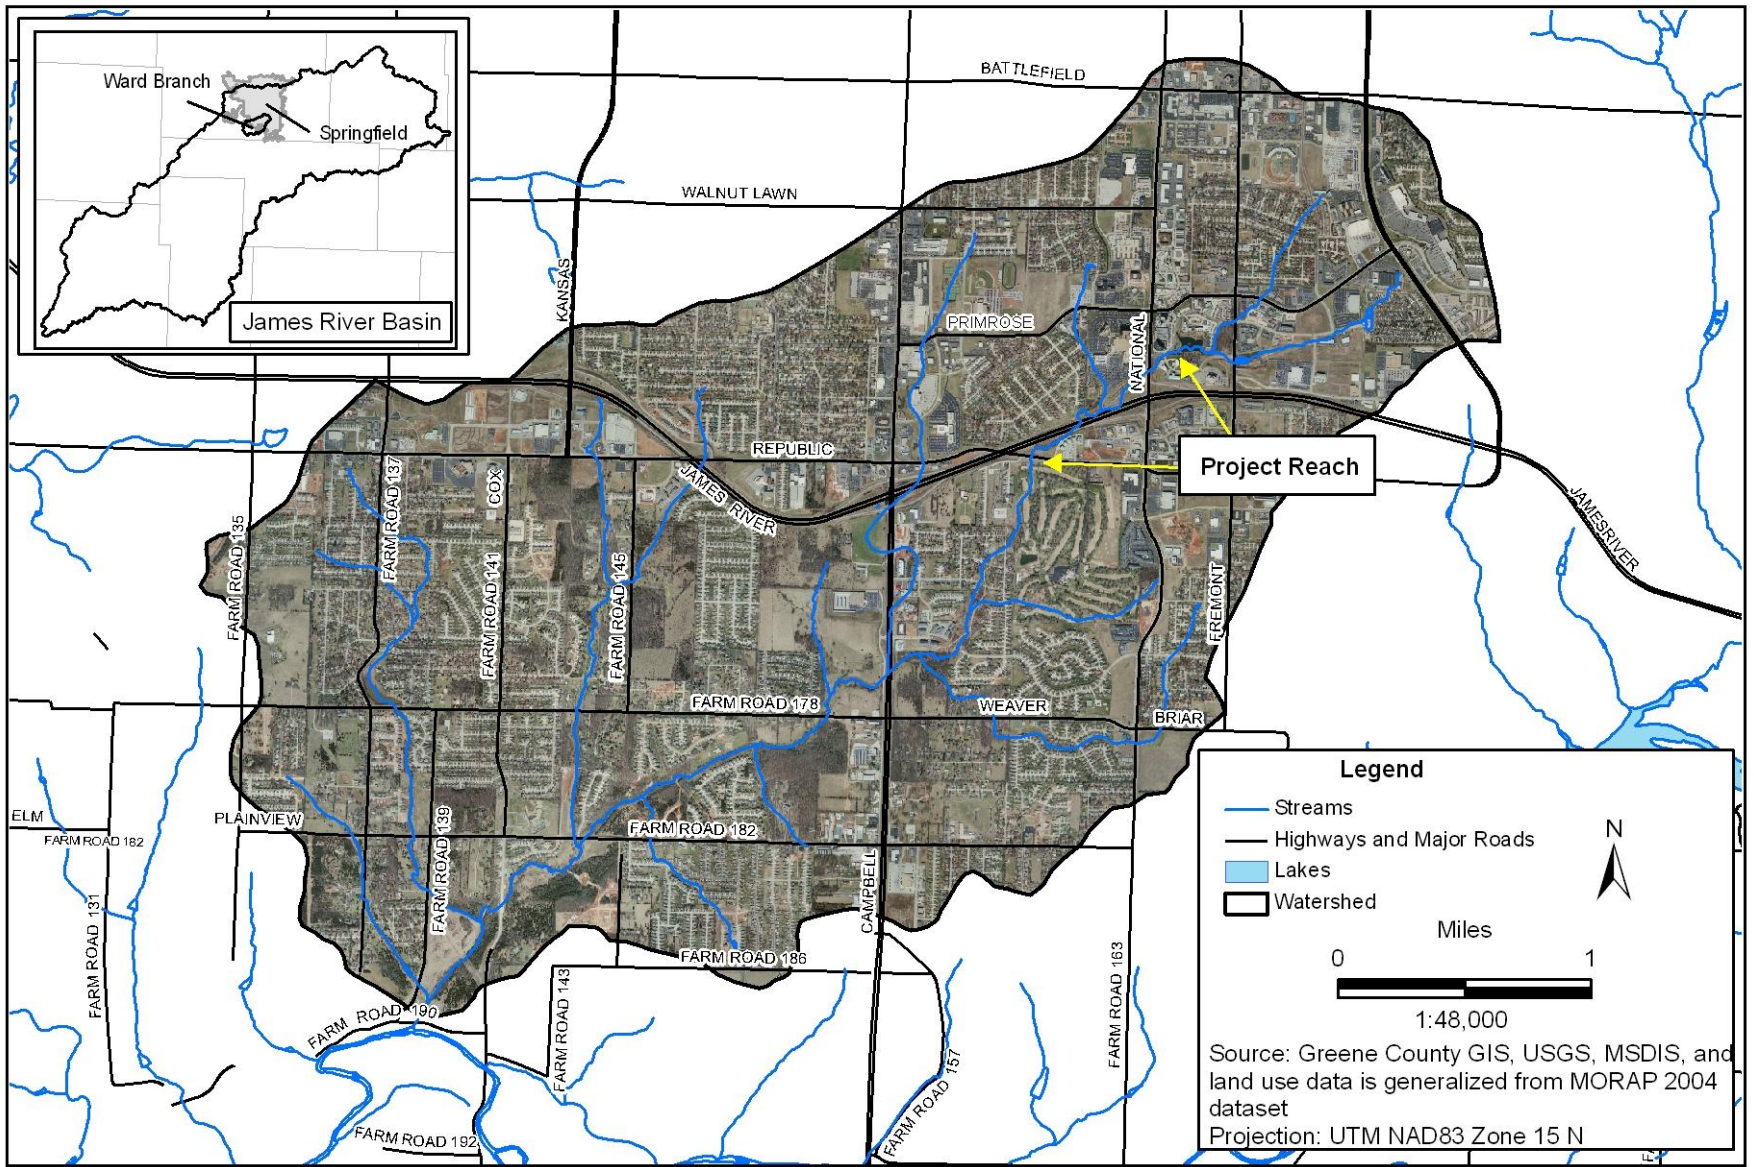 Ward Branch
Springfield
James River Basin
BATTLEFIELD
WALNUT LAWN
KANSAS
PRIMROSE
NATIONAL
REPUBLIC
Project Reach
JAMES RIVER
JAMES RIVER
COX
FARM ROAD 137
FARM ROAD 135
FARM ROAD 141
FARM ROAD 145
FREMONT
FARM ROAD 178
WEAVER
BRIAR
ELM
PLAINVIEW
FARM ROAD 182
FARM ROAD 182
FARM ROAD 139
FARM ROAD 131
CAMPBELL
FARM ROAD 186
FARM ROAD 143
FARM ROAD 163
FARM ROAD 190
FARM ROAD 157
FARM ROAD 192
Legend
Streams
Highways and Major Roads
Lakes
Watershed
N
Miles
0 1
1:48,000
Source: Greene County GIS, USGS, MSDIS, and
land use data is generalized from MORAP 2004
dataset
Projection: UTM NAD83 Zone 15 N